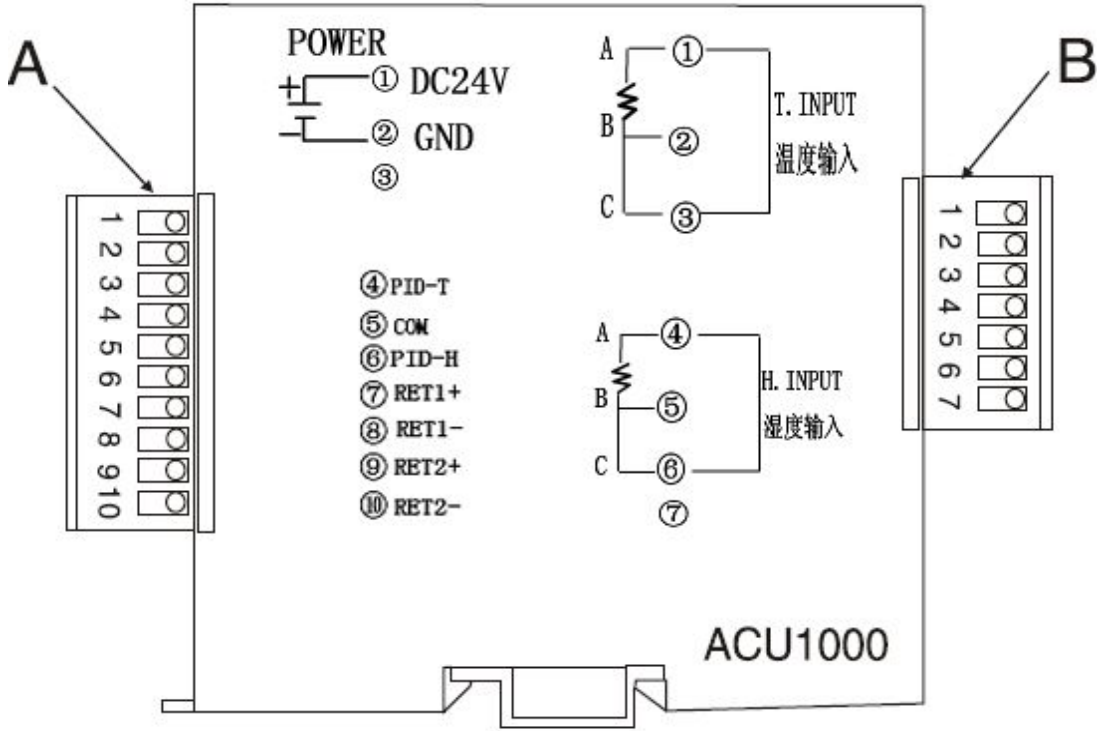 A
POWER
+ ① DC24V
− ② GND
③
④PID-T
⑤COM
⑥PID-H
⑦RET1+
⑧RET1-
⑨RET2+
⑩RET2-
1
2
3
4
5
6
7
8
9
10
A ①
B ②
C ③
T. INPUT
温度输入
A ④
B ⑤
C ⑥
⑦
H. INPUT
湿度输入
B
1
2
3
4
5
6
7
ACU1000